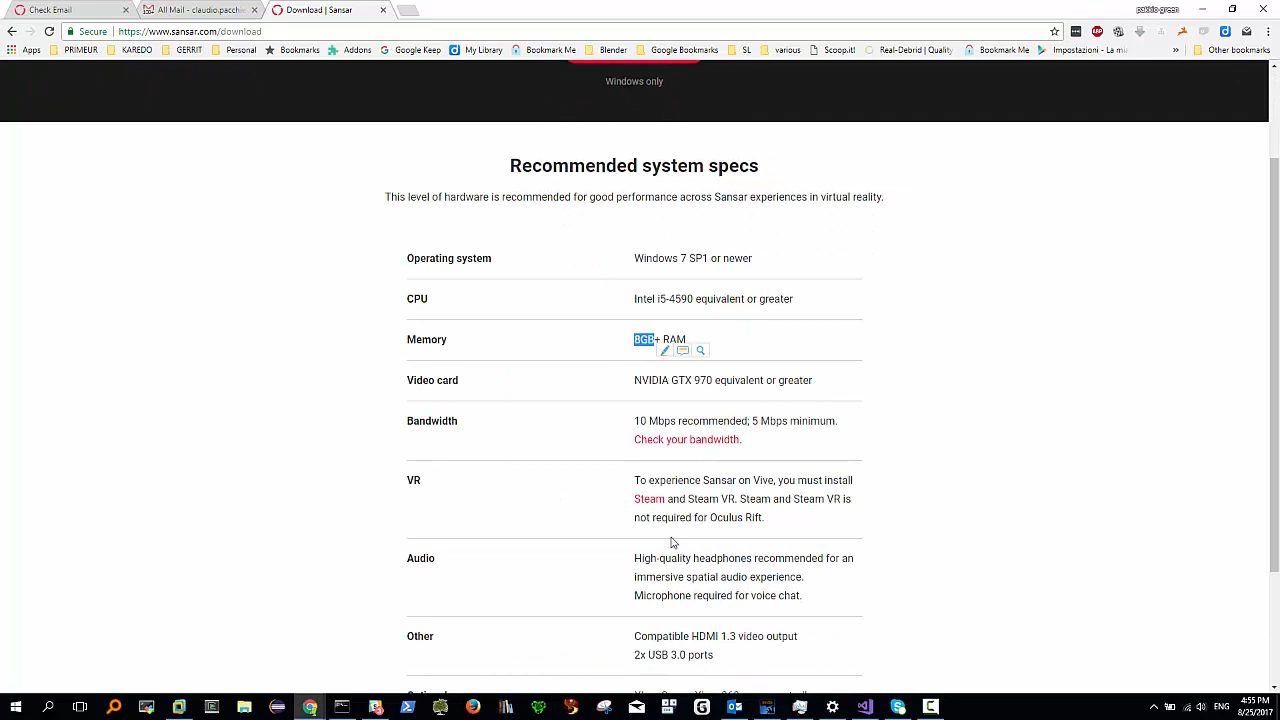 Check Email
All Mail - claudio.pacchi
Download | Sansar
pakkio green
Secure
https://www.sansar.com/download
Apps
PRIMEUR
KAREDO
GERRIT
Personal
Bookmarks
Addons
Google Keep
My Library
Bookmark Me
Blender
Google Bookmarks
SL
various
Scoop.it!
Real-Debrid | Quality
Bookmark Me
Impostazioni - La mu
»
Other bookmarks
Windows only
Recommended system specs
This level of hardware is recommended for good performance across Sansar experiences in virtual reality.
Operating system
Windows 7 SP1 or newer
CPU
Intel i5-4590 equivalent or greater
Memory
8GB+ RAM
Video card
NVIDIA GTX 970 equivalent or greater
Bandwidth
10 Mbps recommended; 5 Mbps minimum.
Check your bandwidth.
VR
To experience Sansar on Vive, you must install
Steam and Steam VR. Steam and Steam VR is
not required for Oculus Rift.
Audio
High-quality headphones recommended for an
immersive spatial audio experience.
Microphone required for voice chat.
Other
Compatible HDMI 1.3 video output
2x USB 3.0 ports
ENG
4:55 PM
8/25/2017